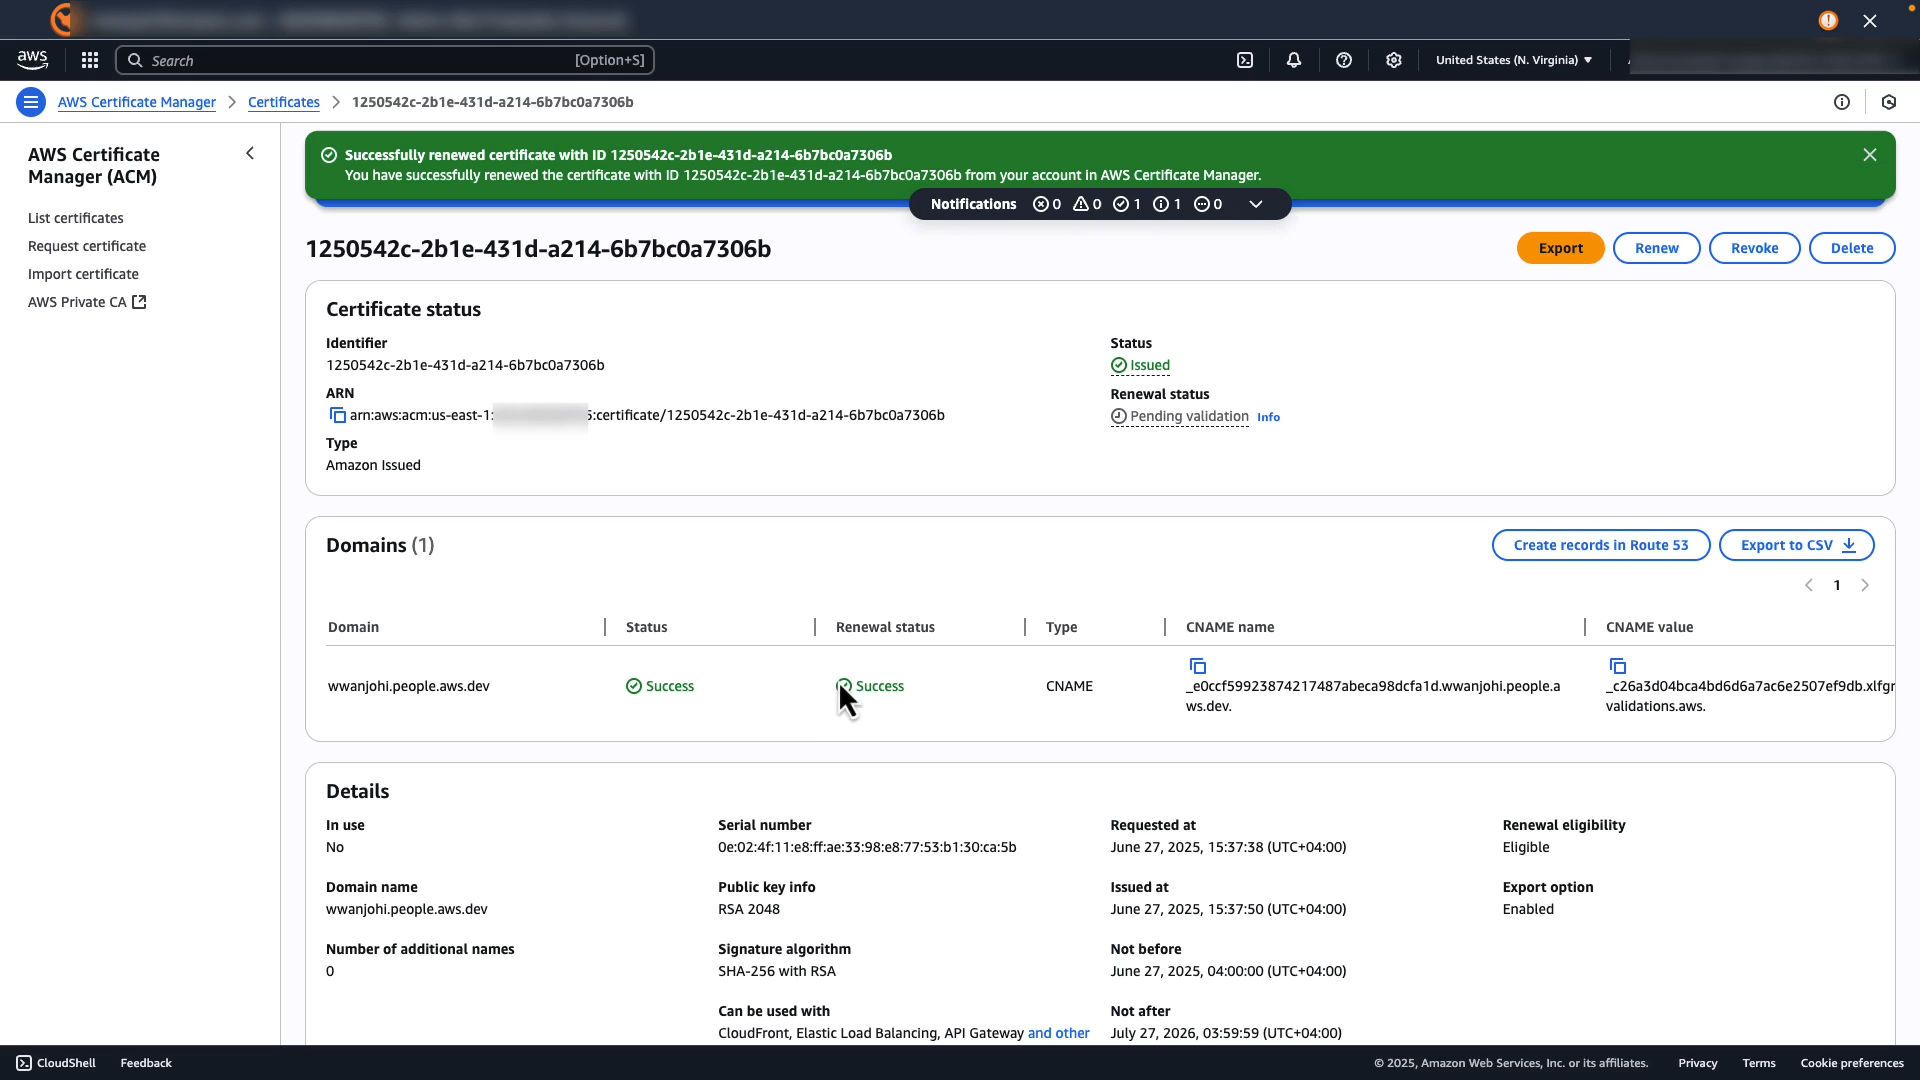 aws
Search [Option+S]
United States (N. Virginia)
AWS Certificate Manager > Certificates > 1250542c-2b1e-431d-a214-6b7bc0a7306b
AWS Certificate
Manager (ACM)
List certificates
Request certificate
Import certificate
AWS Private CA
Successfully renewed certificate with ID 1250542c-2b1e-431d-a214-6b7bc0a7306b
You have successfully renewed the certificate with ID 1250542c-2b1e-431d-a214-6b7bc0a7306b from your account in AWS Certificate Manager.
Notifications 0 0 1 1 0
1250542c-2b1e-431d-a214-6b7bc0a7306b
Export Renew Revoke Delete
Certificate status
Identifier
1250542c-2b1e-431d-a214-6b7bc0a7306b
ARN
arn:aws:acm:us-east-1: 5:certificate/1250542c-2b1e-431d-a214-6b7bc0a7306b
Type
Amazon Issued
Status
Issued
Renewal status
Pending validation Info
Domains (1)
Create records in Route 53 Export to CSV
1
Domain Status Renewal status Type CNAME name CNAME value
wwanjohi.people.aws.dev Success Success CNAME
_e0ccf59923874217487abeca98dcfa1d.wwanjohi.people.a
ws.dev.
_c26a3d04bca4bd6d6a7ac6e2507ef9db.xlfgr
validations.aws.
Details
In use
No
Domain name
wwanjohi.people.aws.dev
Number of additional names
0
Serial number
0e:02:4f:11:e8:ff:ae:33:98:e8:77:53:b1:30:ca:5b
Public key info
RSA 2048
Signature algorithm
SHA-256 with RSA
Can be used with
CloudFront, Elastic Load Balancing, API Gateway and other
Requested at
June 27, 2025, 15:37:38 (UTC+04:00)
Issued at
June 27, 2025, 15:37:50 (UTC+04:00)
Not before
June 27, 2025, 04:00:00 (UTC+04:00)
Not after
July 27, 2026, 03:59:59 (UTC+04:00)
Renewal eligibility
Eligible
Export option
Enabled
CloudShell Feedback
© 2025, Amazon Web Services, Inc. or its affiliates. Privacy Terms Cookie preferences